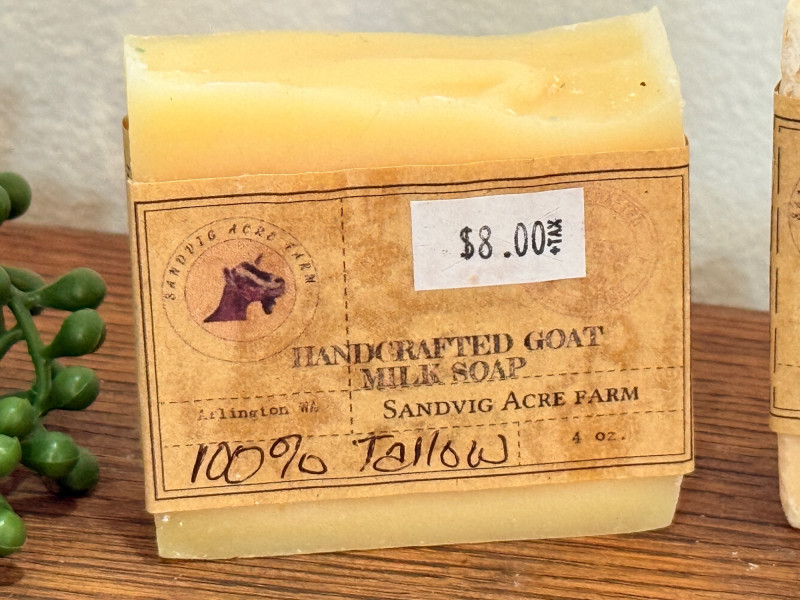 SANDVIG ACRE FARM
$8.00
+TAX
HANDCRAFTED GOAT
MILK SOAP
Arlington WA
SANDVIG ACRE FARM
100% Tallow
4 oz.